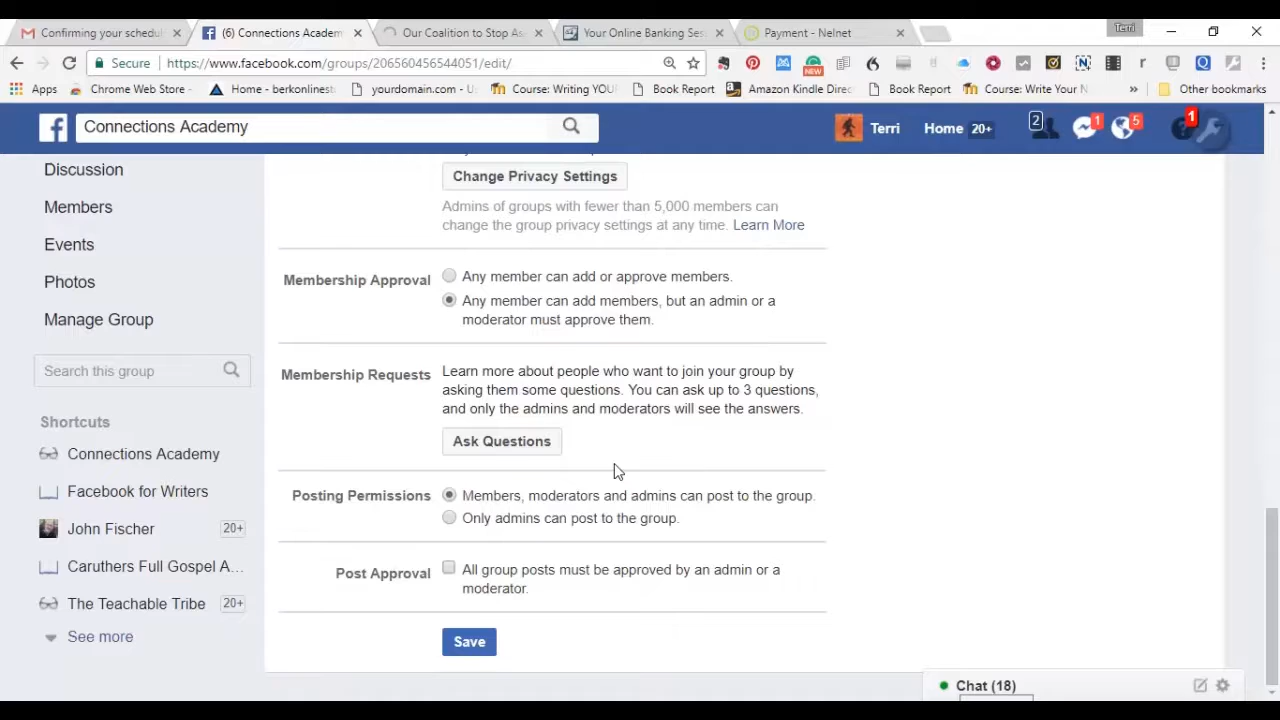 Terri
Confirming your schedul
(6) Connections Academ
Our-Coalition to Stop As
Your Online Banking Ses
Payment - Nelnet
Secure
https://www.facebook.com/groups/206560456544051/edit/
NEW
N
r
Q
Apps
Chrome Web Store -
Home - berkonlinest
yourdomain.com - U
Course: Writing YOU
Book Report
Amazon Kindle Direc
Book Report
Course: Write Your N
»
Other bookmarks
Connections Academy
Terri
Home 20+
2
1
5
1
Discussion
Members
Events
Photos
Manage Group
Search this group
Shortcuts
Connections Academy
Facebook for Writers
John Fischer 20+
Caruthers Full Gospel A...
The Teachable Tribe 20+
See more
Change Privacy Settings
Admins of groups with fewer than 5,000 members can
change the group privacy settings at any time. Learn More
Membership Approval
Any member can add or approve members.
Any member can add members, but an admin or a
moderator must approve them.
Membership Requests
Learn more about people who want to join your group by
asking them some questions. You can ask up to 3 questions,
and only the admins and moderators will see the answers.
Ask Questions
Posting Permissions
Members, moderators and admins can post to the group.
Only admins can post to the group.
Post Approval
All group posts must be approved by an admin or a
moderator.
Save
Chat (18)